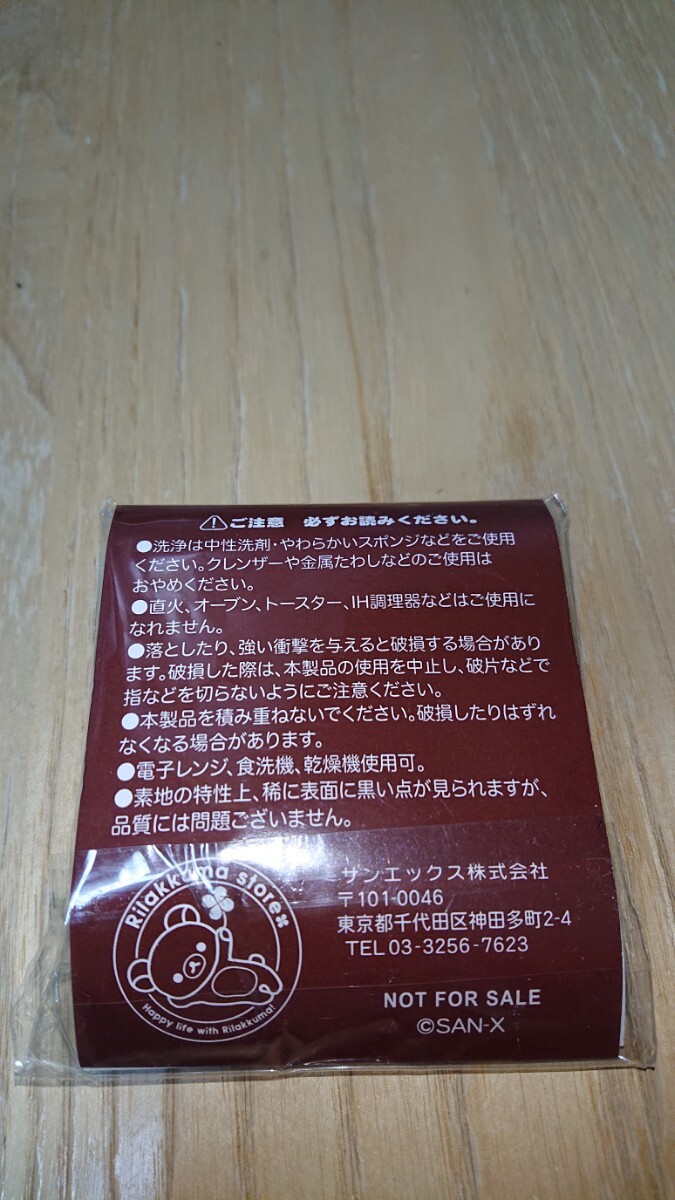 ⚠ご注意 必ずお読みください。
●洗浄は中性洗剤・やわらかいスポンジなどをご使用
ください。クレンザーや金属たわしなどのご使用は
おやめください。
●直火、オーブン、トースター、IH調理器などはご使用に
なれません。
●落としたり、強い衝撃を与えると破損する場合があり
ます。破損した際は、本製品の使用を中止し、破片などで
指などを切らないようにご注意ください。
●本製品を積み重ねないでください。破損したりはずれ
なくなる場合があります。
●電子レンジ、食洗機、乾燥機使用可。
●素地の特性上、稀に表面に黒い点が見られますが、
品質には問題ございません。
Rilakkuma store
Happy life with Rilakkuma!
サンエックス株式会社
〒101-0046
東京都千代田区神田多町2-4
TEL 03-3256-7623
NOT FOR SALE
©SAN-X